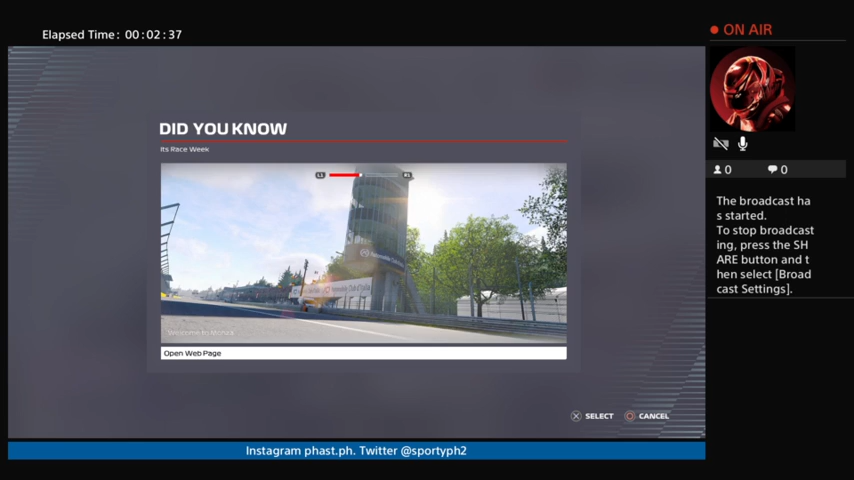 Elapsed Time: 00:02:37
ON AIR
DID YOU KNOW
Its Race Week
L1
R1
Welcome to Monza
Open Web Page
SELECT
CANCEL
0
0
The broadcast ha
s started.
To stop broadcast
ing, press the SH
ARE button and t
hen select [Broad
cast Settings].
Instagram phast.ph. Twitter @sportyph2